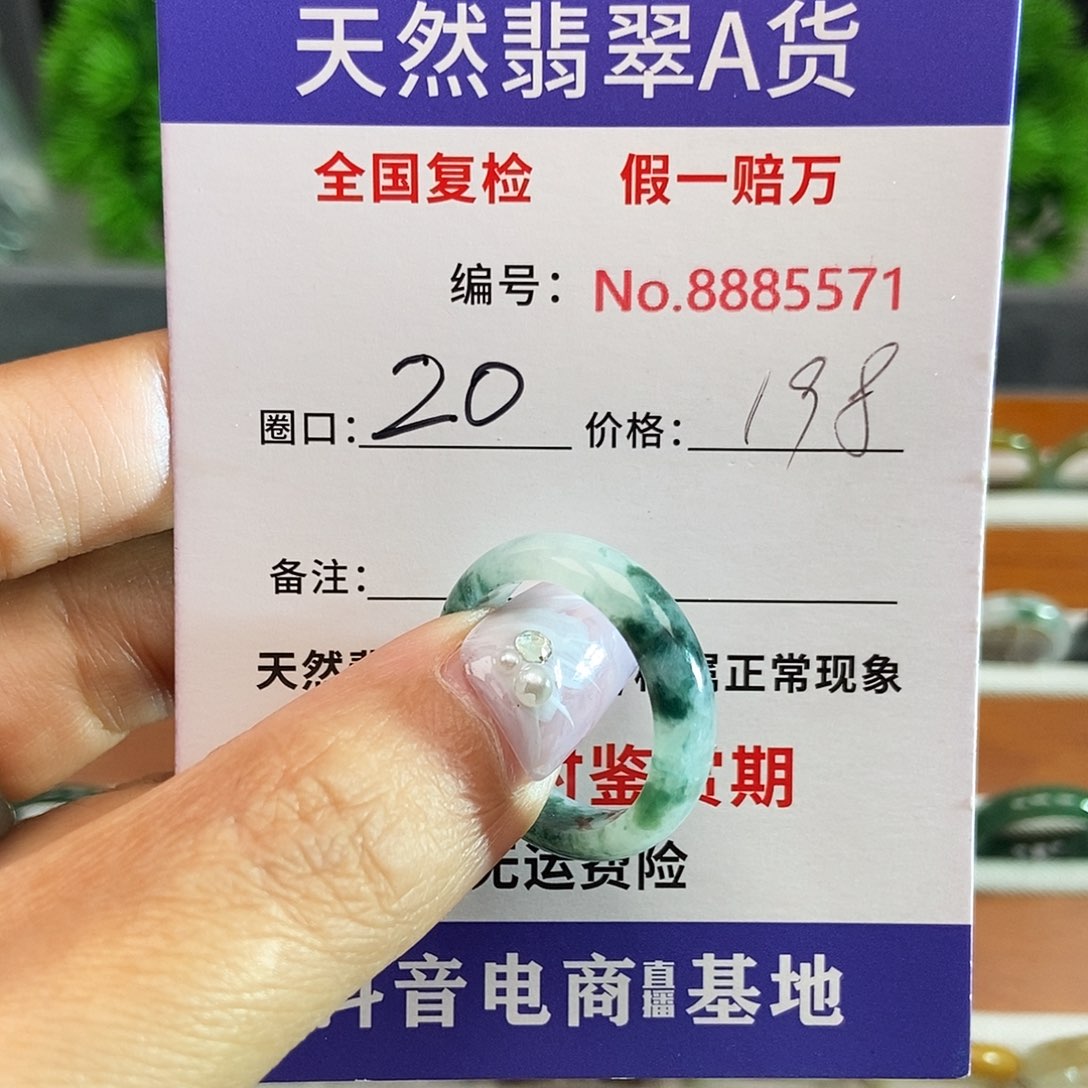 天然翡翠A货
全国复检 假一赔万
编号: No.8885571
圈口: 20 价格: 198
备注:
天然 正常现象
鉴 期
运费险
音电商直播基地